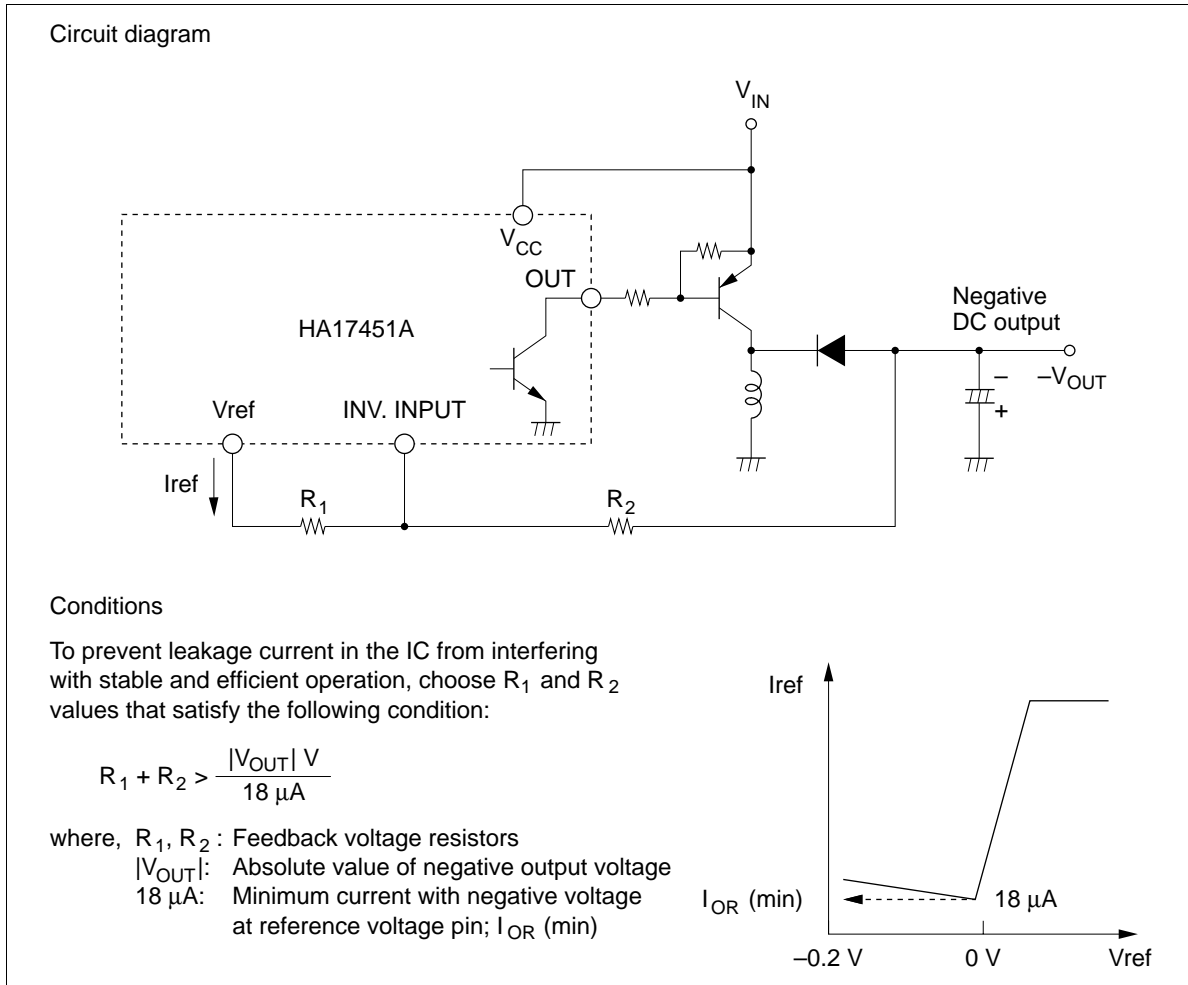 Circuit diagram
V_IN
V_CC
OUT
HA17451A
Negative
DC output
–V_OUT
–
+
Vref
INV. INPUT
Iref
R_1
R_2
Conditions
To prevent leakage current in the IC from interfering
with stable and efficient operation, choose R_1 and R_2
values that satisfy the following condition:
R_1 + R_2 > |V_OUT| V / 18 μA
where, R_1, R_2 : Feedback voltage resistors
|V_OUT|: Absolute value of negative output voltage
18 μA: Minimum current with negative voltage
at reference voltage pin; I_OR (min)
Iref
I_OR (min)
18 μA
–0.2 V
0 V
Vref